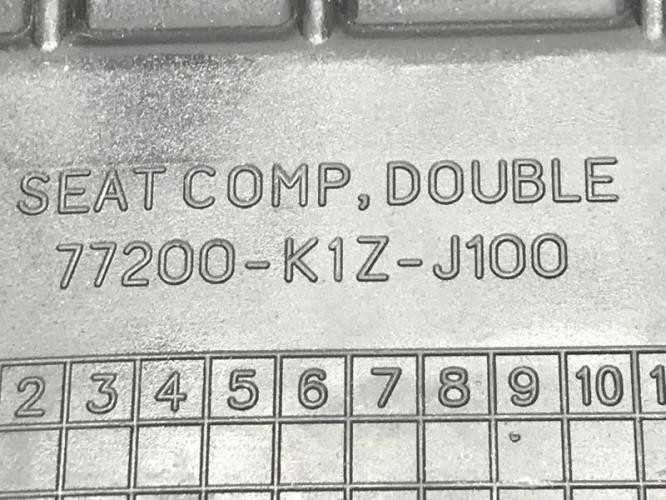 SEAT COMP, DOUBLE
77200-K1Z-J100
2 3 4 5 6 7 8 9 10